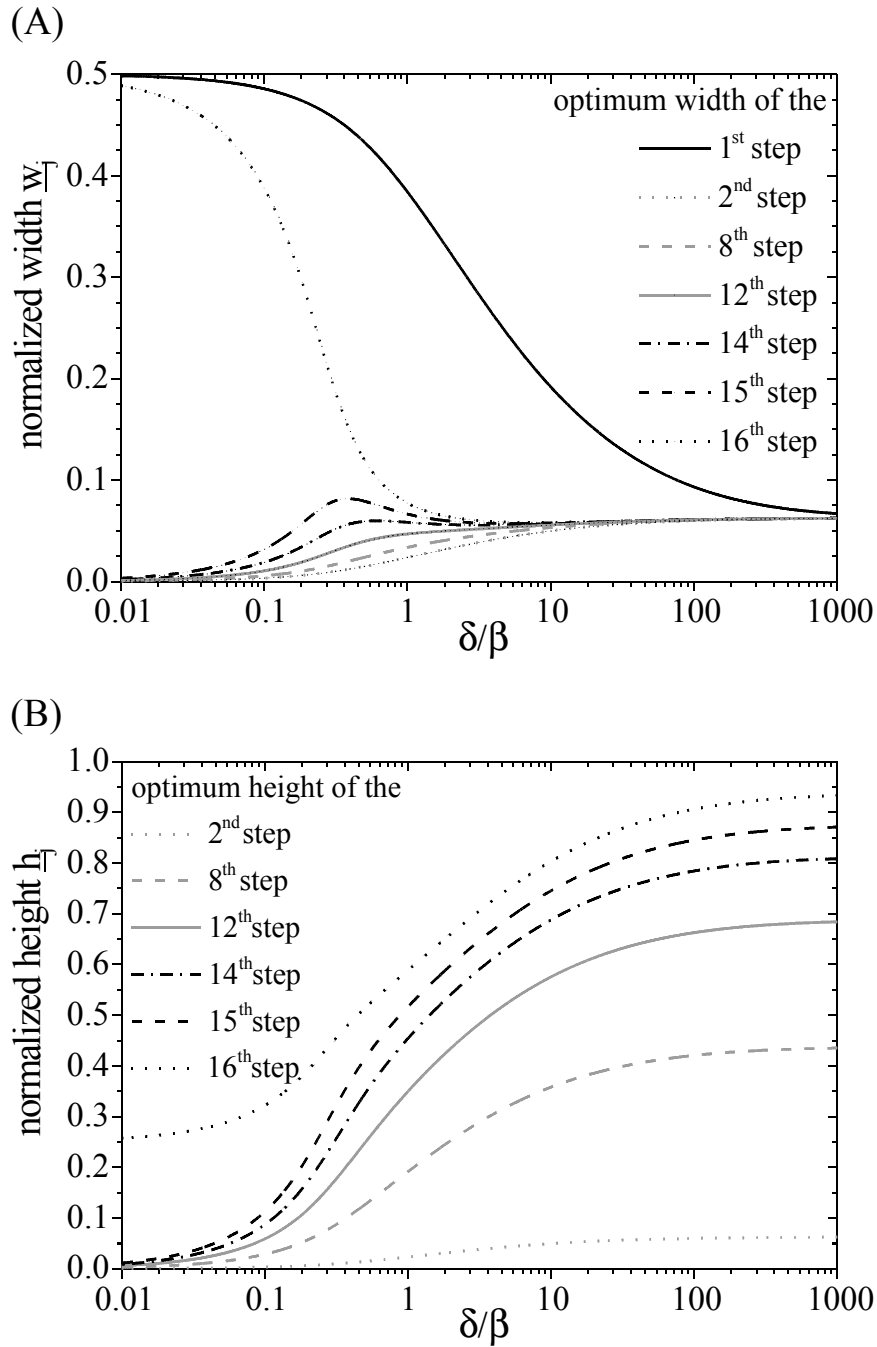 (A)
0.5
0.4
0.3
0.2
0.1
0.0
normalized width w_j
optimum width of the
1st step
2nd step
8th step
12th step
14th step
15th step
16th step
0.01
0.1
1
10
100
1000
δ/β
(B)
1.0
0.9
0.8
0.7
0.6
0.5
0.4
0.3
0.2
0.1
0.0
normalized height h_j
optimum height of the
2nd step
8th step
12th step
14th step
15th step
16th step
0.01
0.1
1
10
100
1000
δ/β